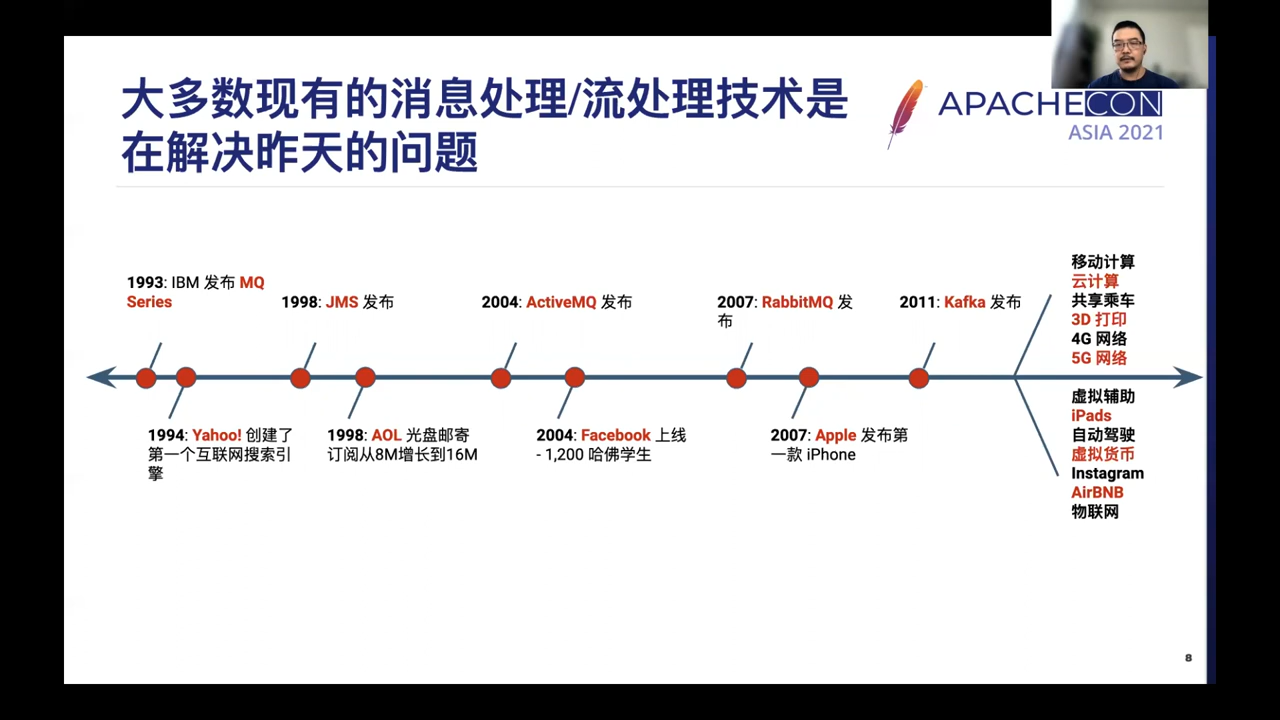 大多数现有的消息处理/流处理技术是
在解决昨天的问题
APACHECON
ASIA 2021
1993: IBM 发布 MQ
Series
1998: JMS 发布
2004: ActiveMQ 发布
2007: RabbitMQ 发
布
2011: Kafka 发布
移动计算
云计算
共享乘车
3D 打印
4G 网络
5G 网络
1994: Yahoo! 创建了
第一个互联网搜索引
擎
1998: AOL 光盘邮寄
订阅从8M增长到16M
2004: Facebook 上线
- 1,200 哈佛学生
2007: Apple 发布第
一款 iPhone
虚拟辅助
iPads
自动驾驶
虚拟货币
Instagram
AirBNB
物联网
8